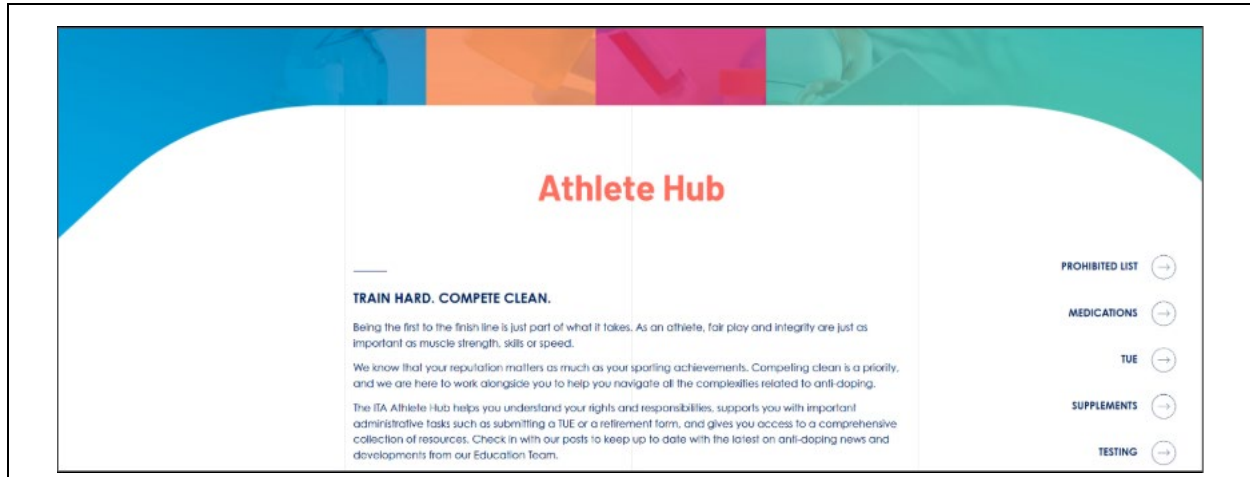 Athlete Hub
TRAIN HARD. COMPETE CLEAN.
Being the first to the finish line is just part of what it takes. As an athlete, fair play and integrity are just as
important as muscle strength, skills or speed.
We know that your reputation matters as much as your sporting achievements. Competing clean is a priority,
and we are here to work alongside you to help you navigate all the complexities related to anti-doping.
The ITA Athlete Hub helps you understand your rights and responsibilities, supports you with important
administrative tasks such as submitting a TUE or a retirement form, and gives you access to a comprehensive
collection of resources. Check in with our posts to keep up to date with the latest on anti-doping news and
developments from our Education Team.
PROHIBITED LIST
MEDICATIONS
TUE
SUPPLEMENTS
TESTING